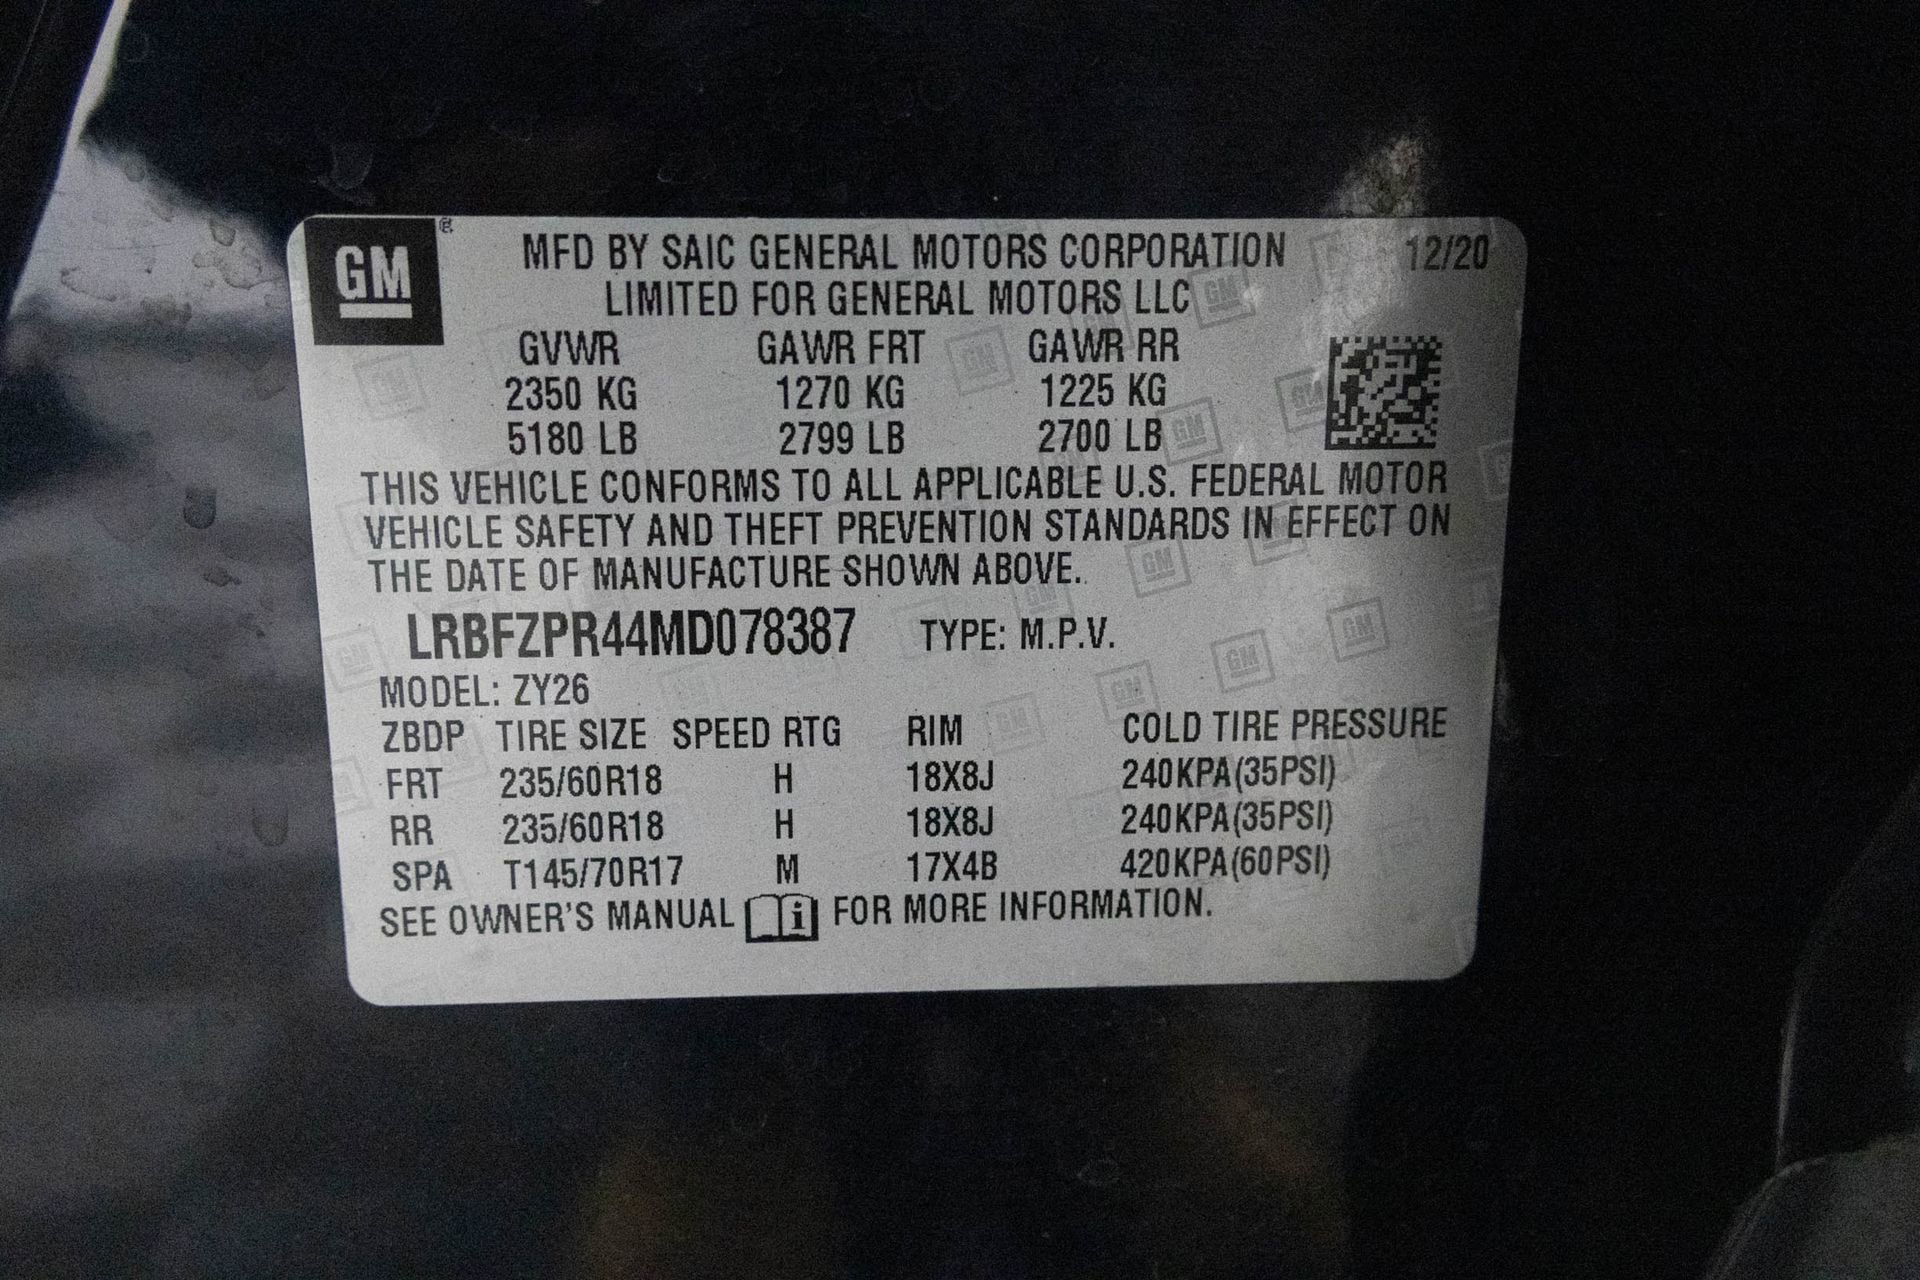 GM ® MFD BY SAIC GENERAL MOTORS CORPORATION 12/20
LIMITED FOR GENERAL MOTORS LLC
GVWR GAWR FRT GAWR RR
2350 KG 1270 KG 1225 KG
5180 LB 2799 LB 2700 LB
THIS VEHICLE CONFORMS TO ALL APPLICABLE U.S. FEDERAL MOTOR
VEHICLE SAFETY AND THEFT PREVENTION STANDARDS IN EFFECT ON
THE DATE OF MANUFACTURE SHOWN ABOVE.
LRBFZPR44MD078387 TYPE: M.P.V.
MODEL: ZY26
ZBDP TIRE SIZE SPEED RTG RIM COLD TIRE PRESSURE
FRT 235/60R18 H 18X8J 240KPA(35PSI)
RR 235/60R18 H 18X8J 240KPA(35PSI)
SPA T145/70R17 M 17X4B 420KPA(60PSI)
SEE OWNER'S MANUAL i FOR MORE INFORMATION.